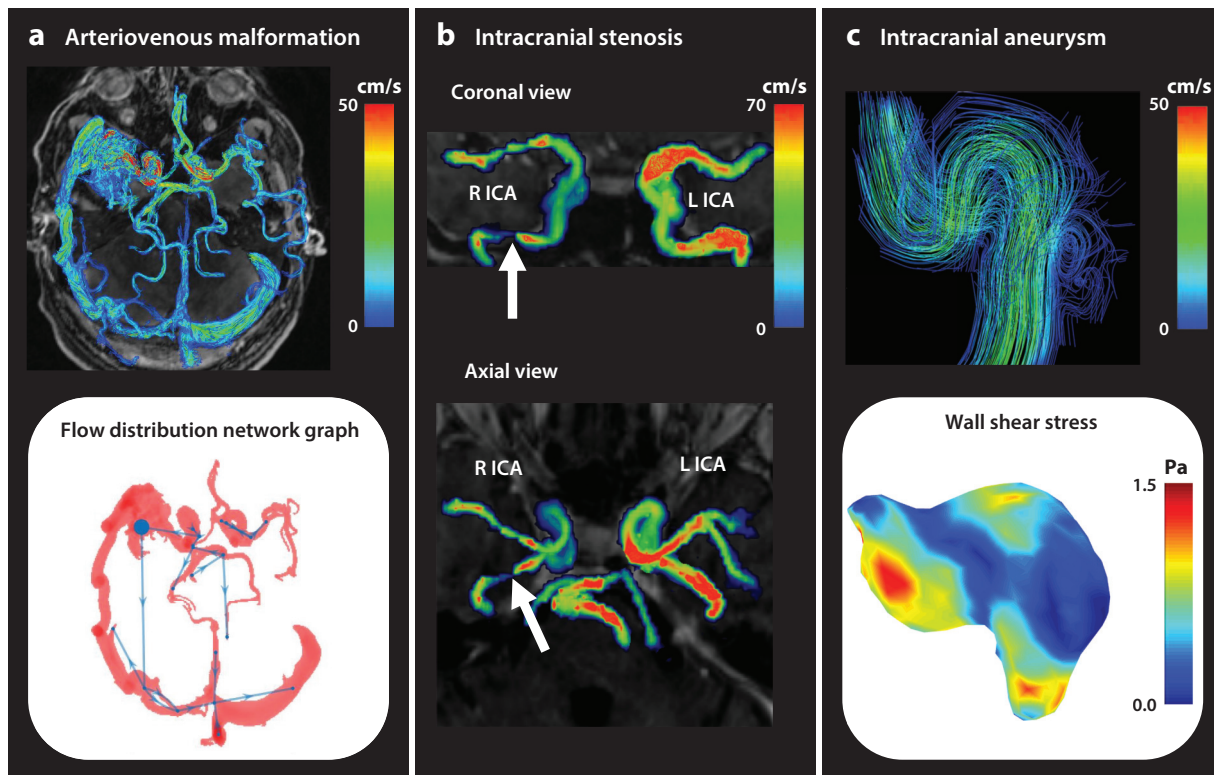 a Arteriovenous malformation
cm/s
50
0
Flow distribution network graph
b Intracranial stenosis
Coronal view
cm/s
70
R ICA
L ICA
0
Axial view
R ICA
L ICA
c Intracranial aneurysm
cm/s
50
0
Wall shear stress
Pa
1.5
0.0